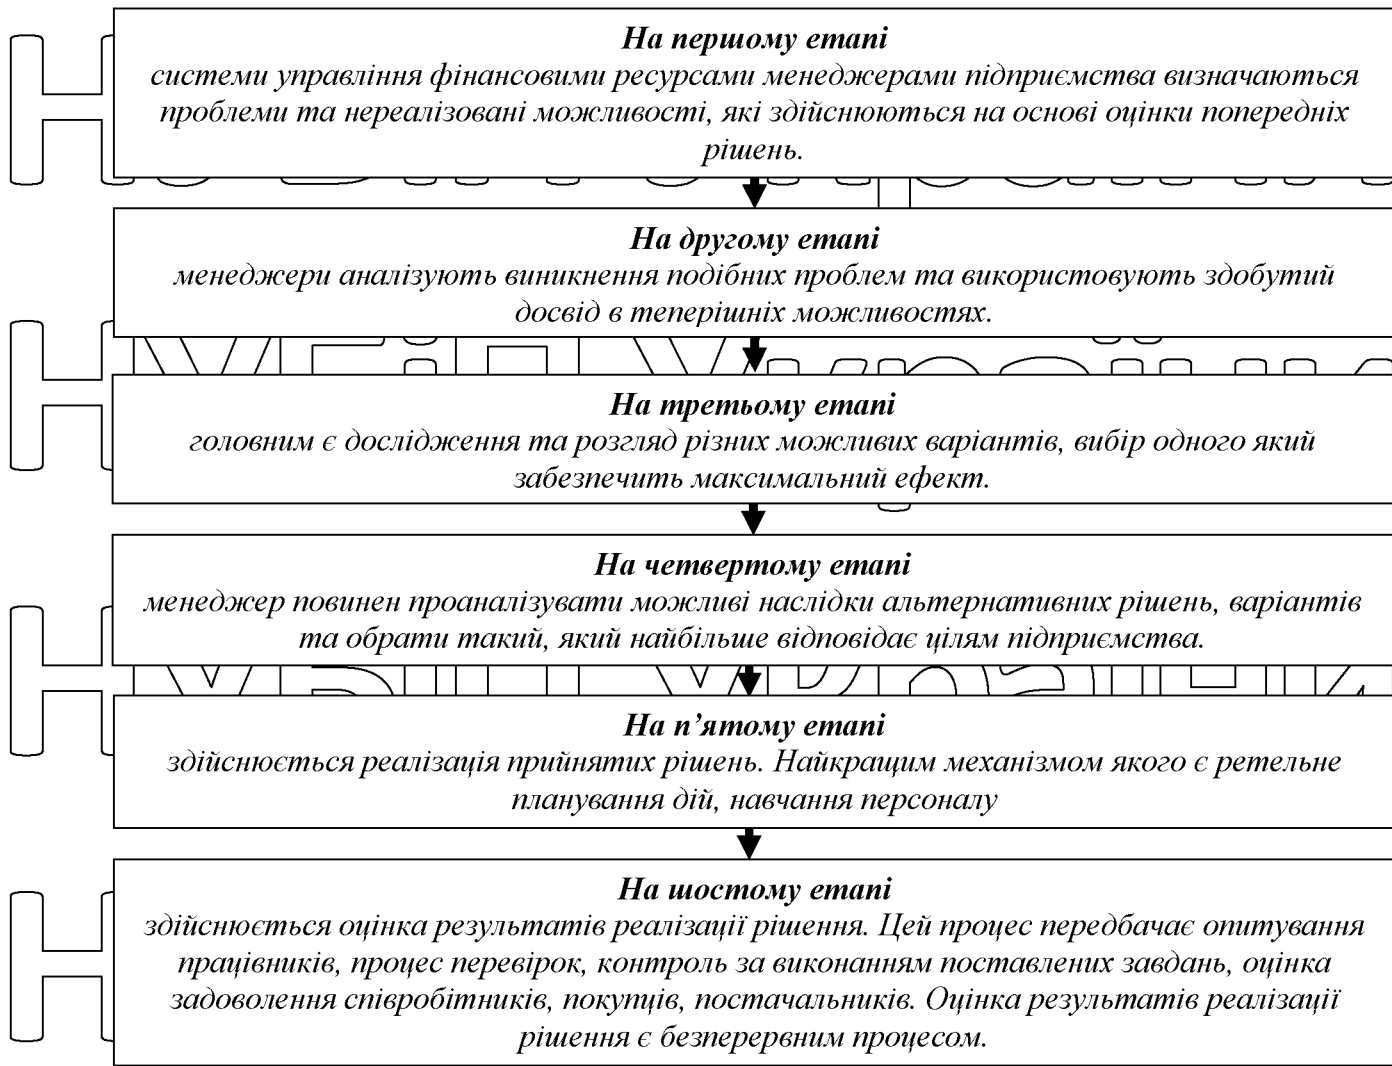 На першому етапі
системи управління фінансовими ресурсами менеджерами підприємства визначаються
проблеми та нереалізовані можливості, які здійснюються на основі оцінки попередніх
рішень.
На другому етапі
менеджери аналізують виникнення подібних проблем та використовують здобутий
досвід в теперішніх можливостях.
На третьому етапі
головним є дослідження та розгляд різних можливих варіантів, вибір одного який
забезпечить максимальний ефект.
На четвертому етапі
менеджер повинен проаналізувати можливі наслідки альтернативних рішень, варіантів
та обрати такий, який найбільше відповідає цілям підприємства.
На п’ятому етапі
здійснюється реалізація прийнятих рішень. Найкращим механізмом якого є ретельне
планування дій, навчання персоналу
На шостому етапі
здійснюється оцінка результатів реалізації рішення. Цей процес передбачає опитування
працівників, процес перевірок, контроль за виконанням поставлених завдань, оцінка
задоволення співробітників, покупців, постачальників. Оцінка результатів реалізації
рішення є безперервним процесом.